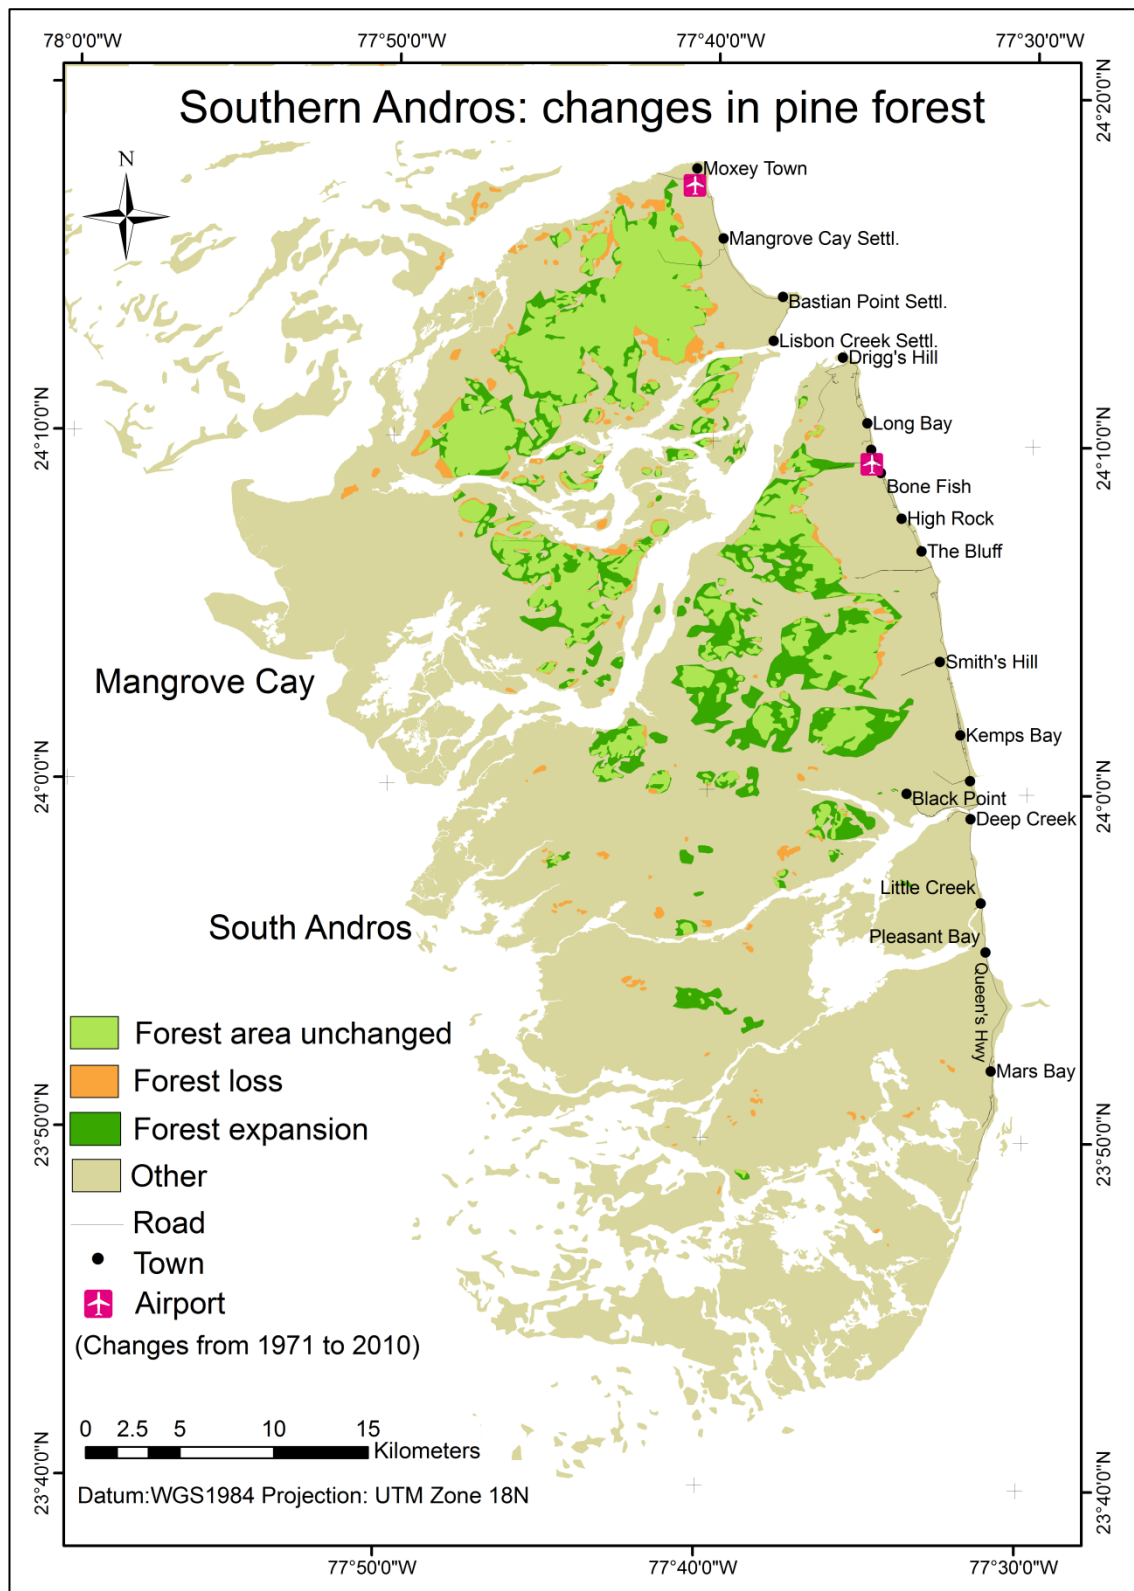 78°0'0"W
77°50'0"W
77°40'0"W
77°30'0"W
Southern Andros: changes in pine forest
24°20'0"N
N
Moxey Town
Mangrove Cay Settl.
Bastian Point Settl.
Lisbon Creek Settl.
Drigg's Hill
Long Bay
24°10'0"N
24°10'0"N
Bone Fish
High Rock
The Bluff
Smith's Hill
Mangrove Cay
Kemps Bay
24°0'0"N
24°0'0"N
Black Point
Deep Creek
Little Creek
South Andros
Pleasant Bay
Queen's Hwy
Forest area unchanged
Forest loss
Mars Bay
Forest expansion
23°50'0"N
23°50'0"N
Other
Road
Town
Airport
(Changes from 1971 to 2010)
0 2.5 5 10 15
Kilometers
23°40'0"N
23°40'0"N
Datum:WGS1984 Projection: UTM Zone 18N
77°50'0"W
77°40'0"W
77°30'0"W